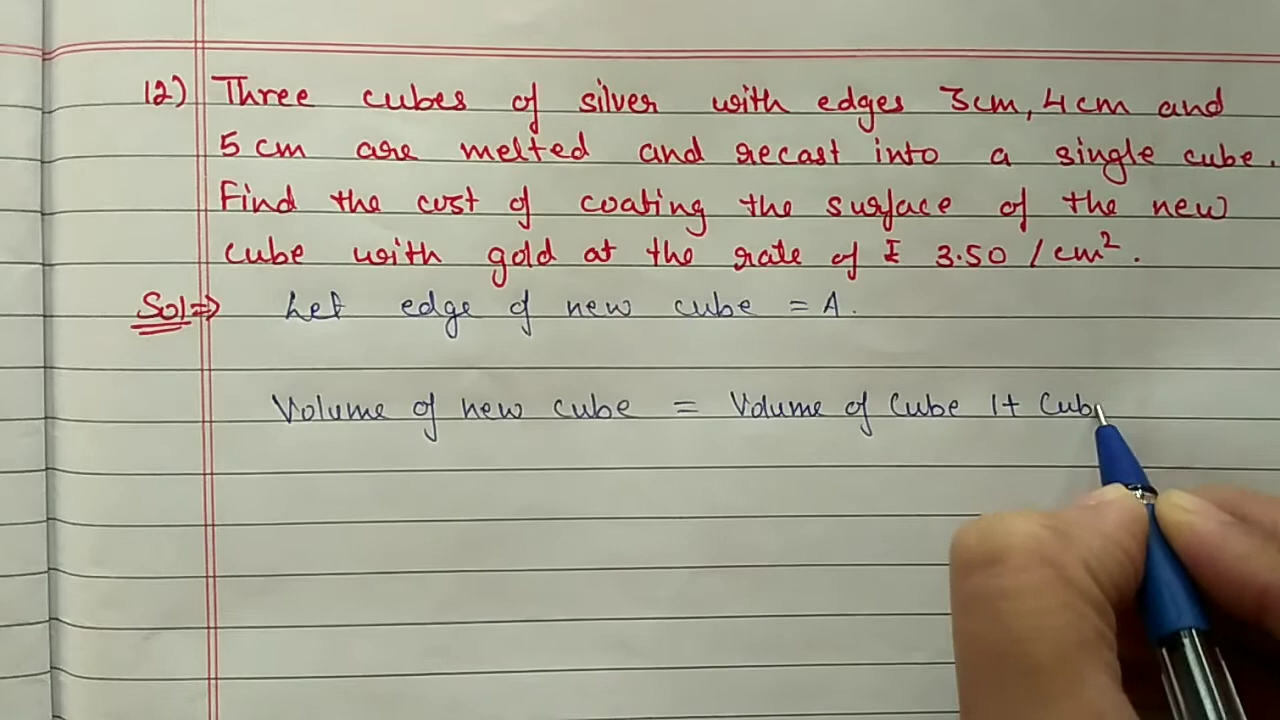 12) Three cubes of silver with edges 3cm, 4cm and
5 cm are melted and recast into a single cube.
Find the cost of coating the surface of the new
cube with gold at the rate of ₹ 3.50 / cm².
Sol⇒ Let edge of new cube = A.
Volume of new cube = Volume of Cube 1 + Cub